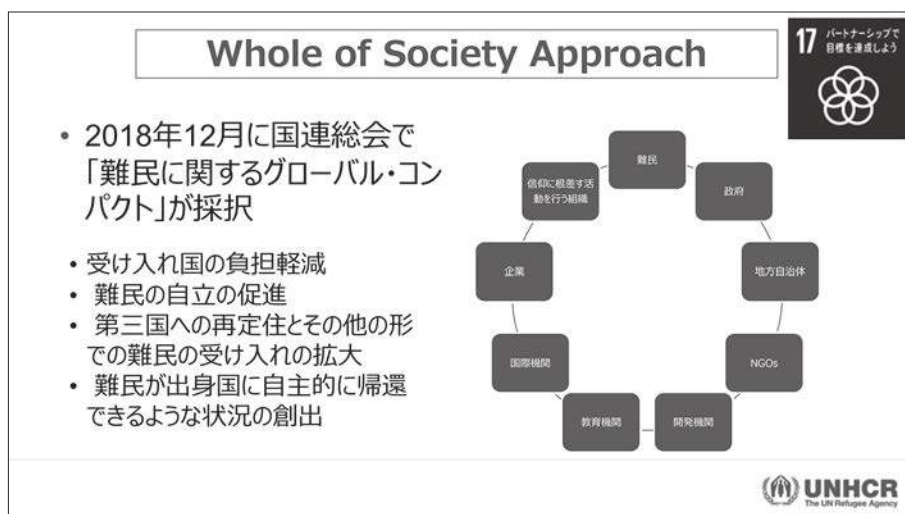 Whole of Society Approach
17 パートナーシップで
目標を達成しよう
• 2018年12月に国連総会で
「難民に関するグローバル・コン
パクト」が採択
• 受け入れ国の負担軽減
• 難民の自立の促進
• 第三国への再定住とその他の形
での難民の受け入れの拡大
• 難民が出身国に自主的に帰還
できるような状況の創出
難民
政府
地方自治体
NGOs
開発機関
教育機関
国際機関
企業
信仰に根差す活
動を行う組織
UNHCR
The UN Refugee Agency